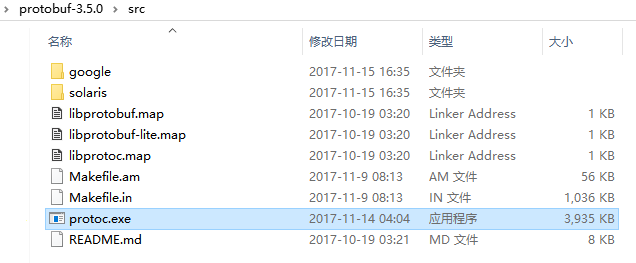 protobuf-3.5.0 > src
名称 修改日期 类型 大小
google 2017-11-15 16:35 文件夹
solaris 2017-11-15 16:35 文件夹
libprotobuf.map 2017-10-19 03:20 Linker Address 1 KB
libprotobuf-lite.map 2017-10-19 03:20 Linker Address 1 KB
libprotoc.map 2017-10-19 03:20 Linker Address 1 KB
Makefile.am 2017-11-9 08:13 AM 文件 56 KB
Makefile.in 2017-11-9 08:13 IN 文件 1,036 KB
protoc.exe 2017-11-14 04:04 应用程序 3,935 KB
README.md 2017-10-19 03:21 MD 文件 8 KB